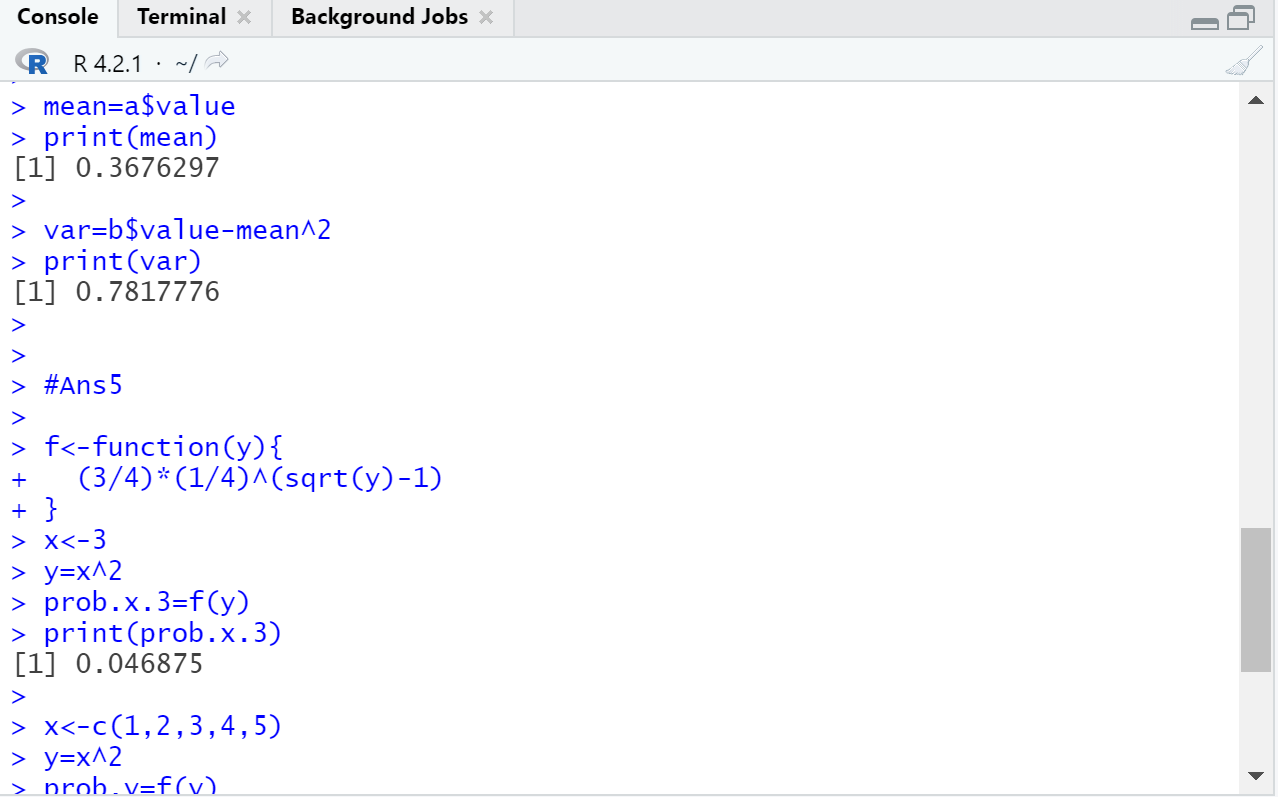 Console Terminal Background Jobs
R R 4.2.1 · ~/
> mean=a$value
> print(mean)
[1] 0.3676297
>
> var=b$value-mean^2
> print(var)
[1] 0.7817776
>
>
> #Ans5
>
> f<-function(y){
+   (3/4)*(1/4)^(sqrt(y)-1)
+ }
> x<-3
> y=x^2
> prob.x.3=f(y)
> print(prob.x.3)
[1] 0.046875
>
> x<-c(1,2,3,4,5)
> y=x^2
> prob.y=f(y)